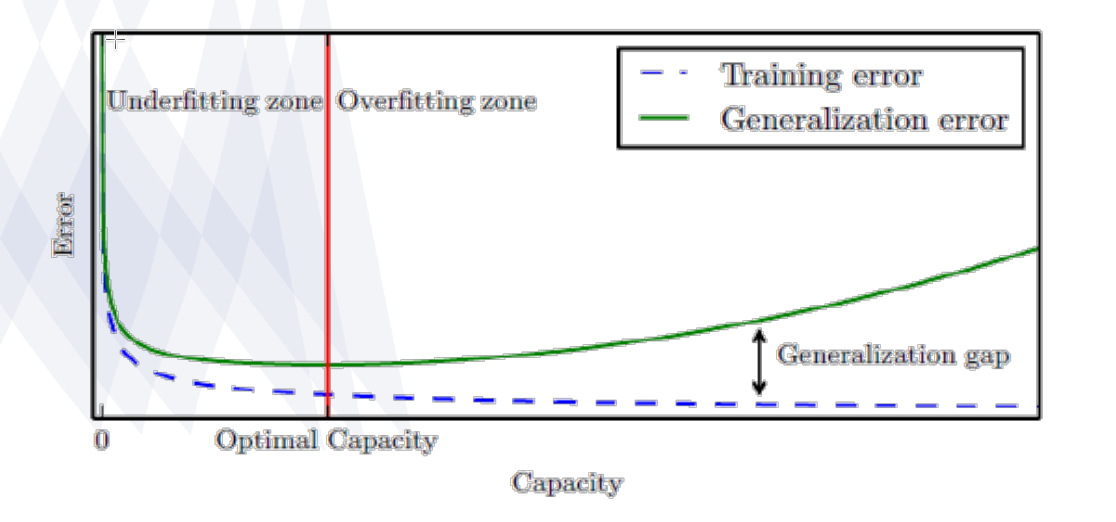 Training error
Generalization error
Underfitting zone
Overfitting zone
Error
Generalization gap
0
Optimal Capacity
Capacity